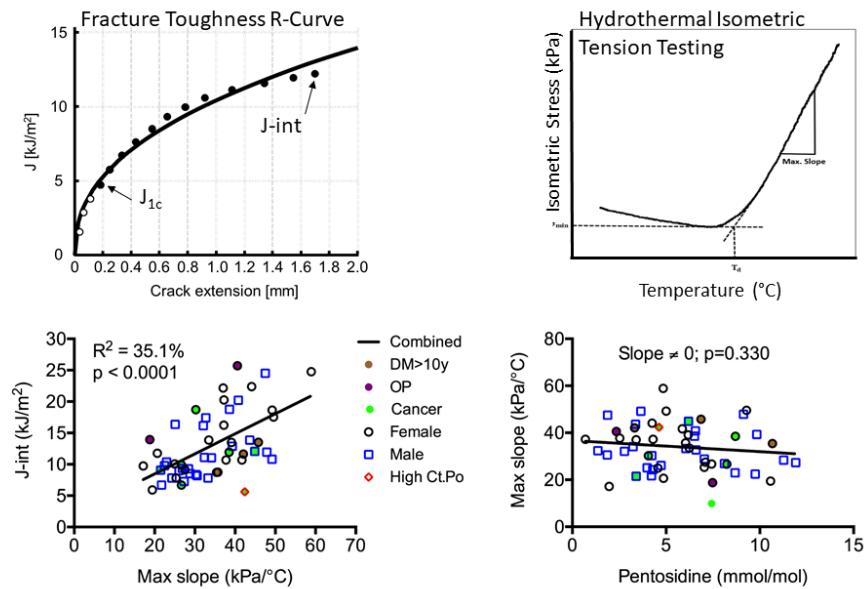 Fracture Toughness R-Curve
15
10
5
0
J [kJ/m²]
J-int
J1c
0 0.2 0.4 0.6 0.8 1.0 1.2 1.4 1.6 1.8 2.0
Crack extension [mm]
Hydrothermal Isometric
Tension Testing
Isometric Stress (kPa)
Max. Slope
Td
Temperature (°C)
30
25
20
15
10
5
0
J-int (kJ/m²)
R² = 35.1%
p < 0.0001
0 10 20 30 40 50 60 70
Max slope (kPa/°C)
Combined
DM>10y
OP
Cancer
Female
Male
High Ct.Po
80
60
40
20
0
Max slope (kPa/°C)
Slope ≠ 0; p=0.330
0 5 10 15
Pentosidine (mmol/mol)